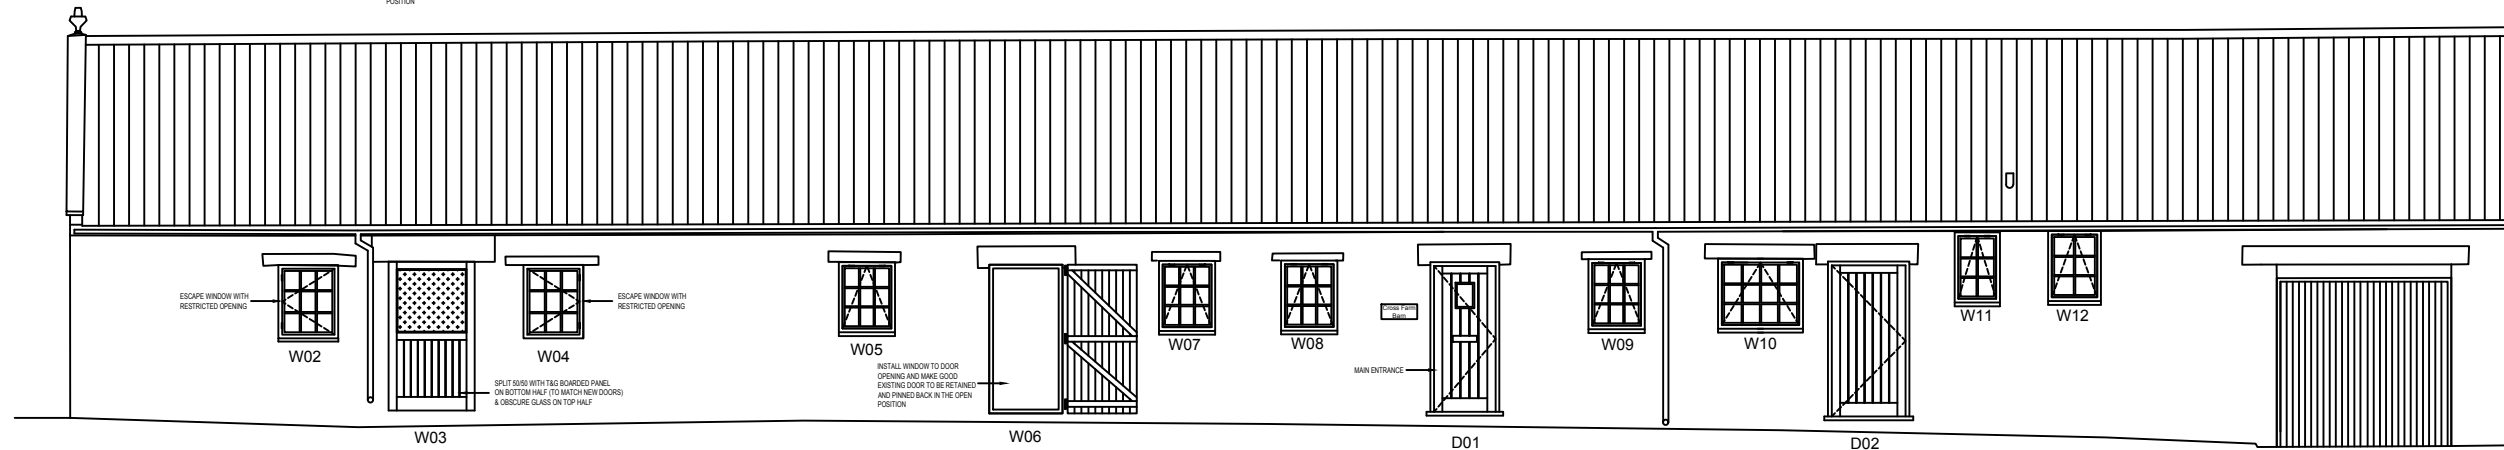 POSITION
ESCAPE WINDOW WITH
RESTRICTED OPENING
ESCAPE WINDOW WITH
RESTRICTED OPENING
Cross Farm
Barn
W02
W04
W05
W07
W08
W09
W10
W11
W12
INSTALL WINDOW TO DOOR
OPENING AND MAKE GOOD
EXISTING DOOR TO BE RETAINED
AND PINNED BACK IN THE OPEN
POSITION
MAIN ENTRANCE
SPLIT 50/50 WITH T&G BOARDED PANEL
ON BOTTOM HALF (TO MATCH NEW DOORS)
& OBSCURE GLASS ON TOP HALF
W03
W06
D01
D02